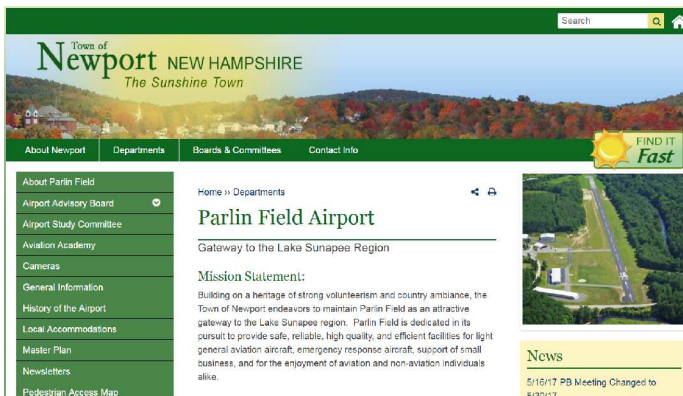 Search
Town of
Newport NEW HAMPSHIRE
The Sunshine Town
About Newport Departments Boards & Committees Contact Info
FIND IT
Fast
About Parlin Field
Airport Advisory Board
Airport Study Committee
Aviation Academy
Cameras
General Information
History of the Airport
Local Accommodations
Master Plan
Newsletters
Pedestrian Access Map
Home ›› Departments
Parlin Field Airport
Gateway to the Lake Sunapee Region
Mission Statement:
Building on a heritage of strong volunteerism and country ambiance, the
Town of Newport endeavors to maintain Parlin Field as an attractive
gateway to the Lake Sunapee region. Parlin Field is dedicated in its
pursuit to provide safe, reliable, high quality, and efficient facilities for light
general aviation aircraft, emergency response aircraft, support of small
business, and for the enjoyment of aviation and non-aviation individuals
alike.
News
5/16/17 PB Meeting Changed to
5/30/17